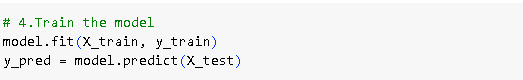 # 4.Train the model
model.fit(X_train, y_train)
y_pred = model.predict(X_test)